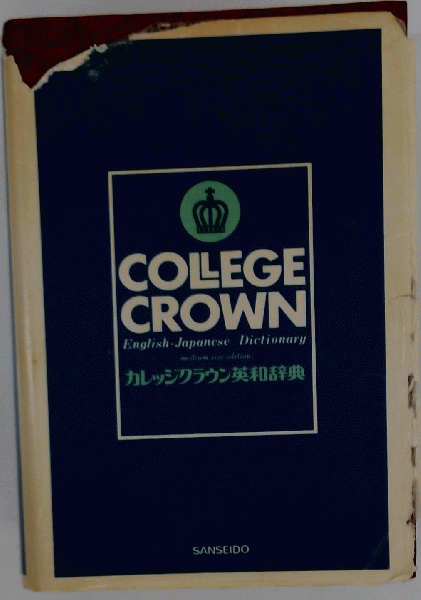 COLLEGE
CROWN
English-Japanese Dictionary
medium size edition
カレッジクラウン英和辞典
SANSEIDO